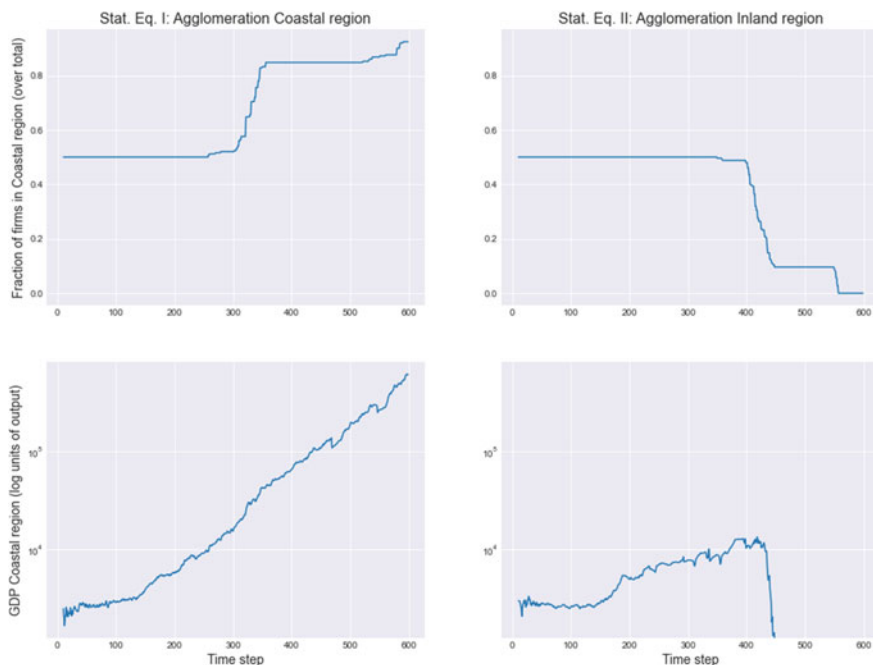 Stat. Eq. I: Agglomeration Coastal region
Stat. Eq. II: Agglomeration Inland region
Fraction of firms in Coastal region (over total)
0.8
0.6
0.4
0.2
0.0
0 100 200 300 400 500 600
0.8
0.6
0.4
0.2
0.0
0 100 200 300 400 500 600
GDP Coastal region (log units of output)
10⁵
10⁴
0 100 200 300 400 500 600
Time step
10⁵
10⁴
0 100 200 300 400 500 600
Time step